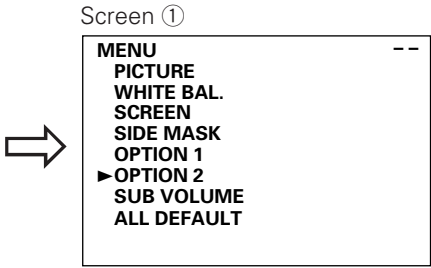 Screen ①
MENU --
PICTURE
WHITE BAL.
SCREEN
SIDE MASK
OPTION 1
►OPTION 2
SUB VOLUME
ALL DEFAULT